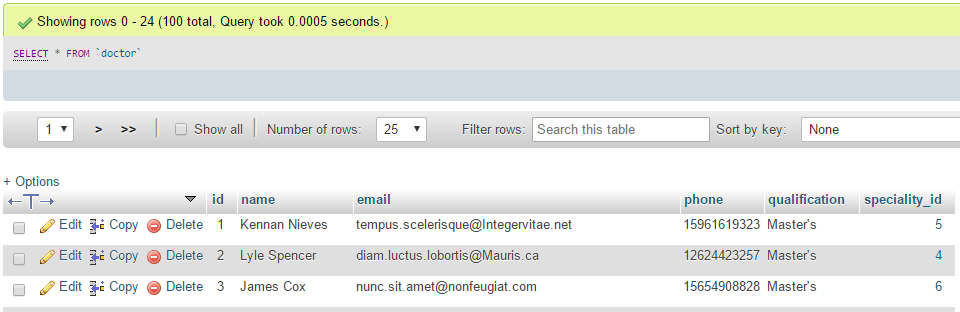 Showing rows 0 - 24 (100 total, Query took 0.0005 seconds.)
SELECT * FROM `doctor`
1 > >> Show all Number of rows: 25 Filter rows: Search this table Sort by key: None
+ Options
id name email phone qualification speciality_id
Edit Copy Delete 1 Kennan Nieves tempus.scelerisque@Integervitae.net 15961619323 Master's 5
Edit Copy Delete 2 Lyle Spencer diam.luctus.lobortis@Mauris.ca 12624423257 Master's 4
Edit Copy Delete 3 James Cox nunc.sit.amet@nonfeugiat.com 15654908828 Master's 6